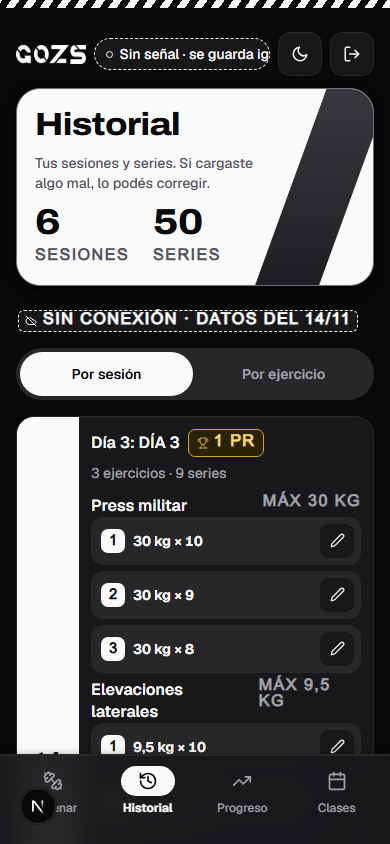 GOZS
Sin señal · se guarda ig
Historial
Tus sesiones y series. Si cargaste
algo mal, lo podés corregir.
6
50
SESIONES
SERIES
SIN CONEXIÓN · DATOS DEL 14/11
Por sesión
Por ejercicio
Día 3: DÍA 3
1 PR
3 ejercicios · 9 series
Press militar
MÁX 30 KG
1
30 kg × 10
2
30 kg × 9
3
30 kg × 8
Elevaciones
laterales
MÁX 9,5
KG
1
9,5 kg × 10
N
enar
Historial
Progreso
Clases